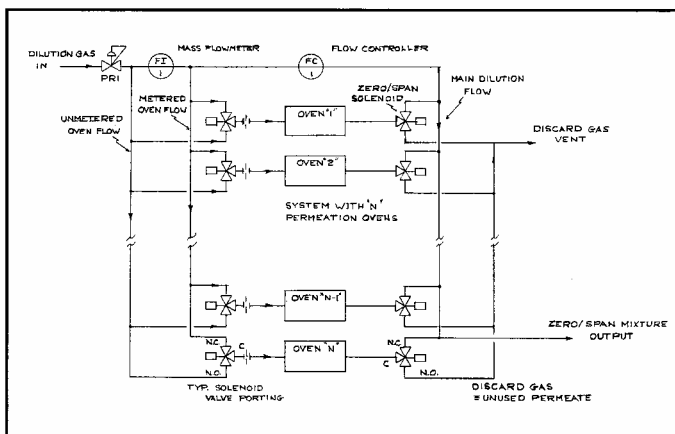 DILUTION GAS
IN
PRI
FI
1
MASS FLOWMETER
FC
1
FLOW CONTROLLER
UNMETERED
OVEN FLOW
METERED
OVEN FLOW
ZERO/SPAN
SOLENOID
MAIN DILUTION
FLOW
OVEN "1"
DISCARD GAS
VENT
OVEN "2"
SYSTEM WITH "N"
PERMEATION OVENS
OVEN "N-1"
ZERO/SPAN MIXTURE
OUTPUT
N.C.
C
OVEN "N"
N.C.
C
N.O.
N.O.
TYP. SOLENOID
VALVE PORTING
DISCARD GAS
= UNUSED PERMEATE